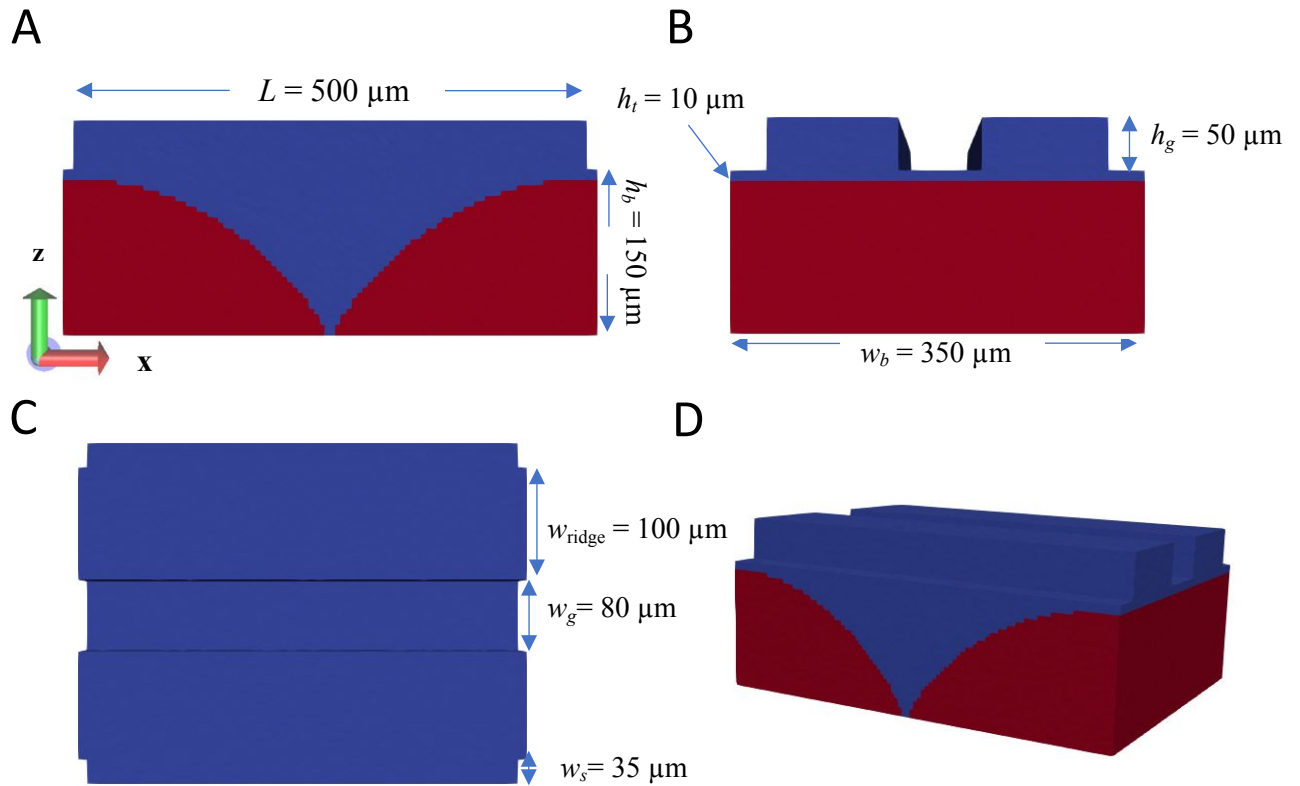 A
B
L = 500 µm
hₜ = 10 µm
h_g = 50 µm
h_b = 150 µm
z
x
w_b = 350 µm
C
D
w_ridge = 100 µm
w_g= 80 µm
w_s= 35 µm